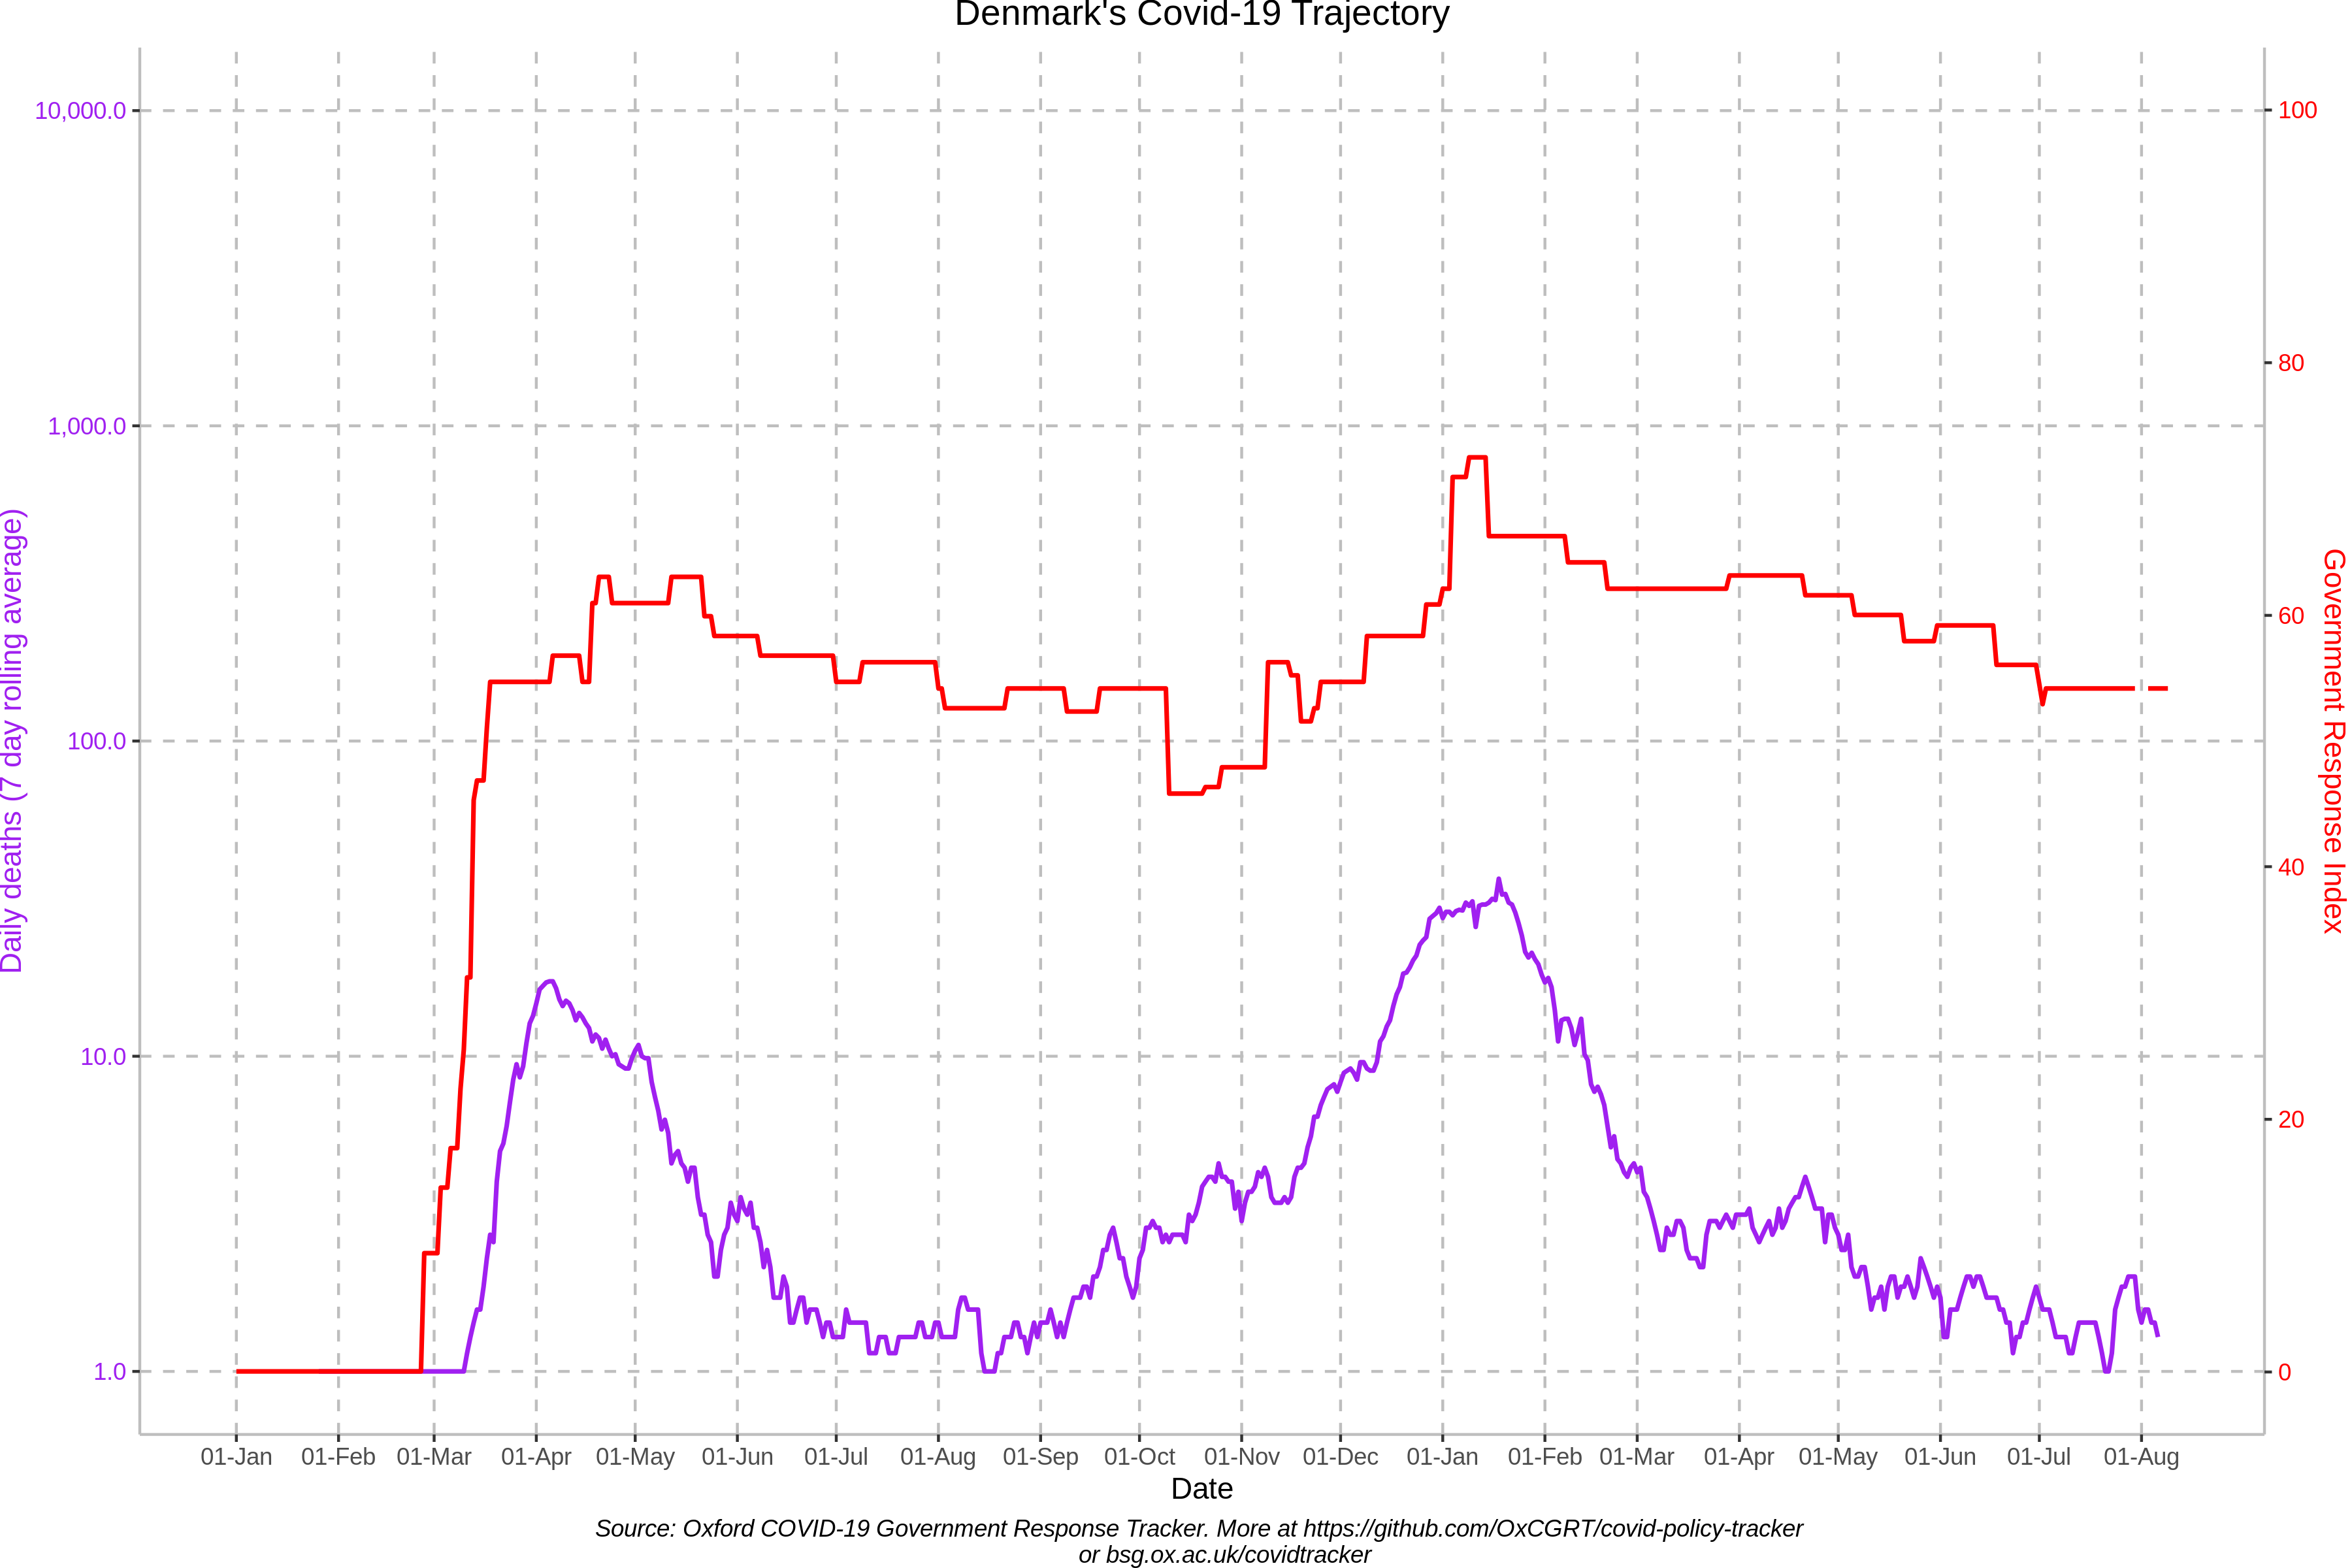 Denmark's Covid-19 Trajectory
10,000.0
1,000.0
100.0
10.0
1.0
Daily deaths (7 day rolling average)
100
80
60
40
20
0
Government Response Index
01-Jan 01-Feb 01-Mar 01-Apr 01-May 01-Jun 01-Jul 01-Aug 01-Sep 01-Oct 01-Nov 01-Dec 01-Jan 01-Feb 01-Mar 01-Apr 01-May 01-Jun 01-Jul 01-Aug
Date
Source: Oxford COVID-19 Government Response Tracker. More at https://github.com/OxCGRT/covid-policy-tracker
or bsg.ox.ac.uk/covidtracker